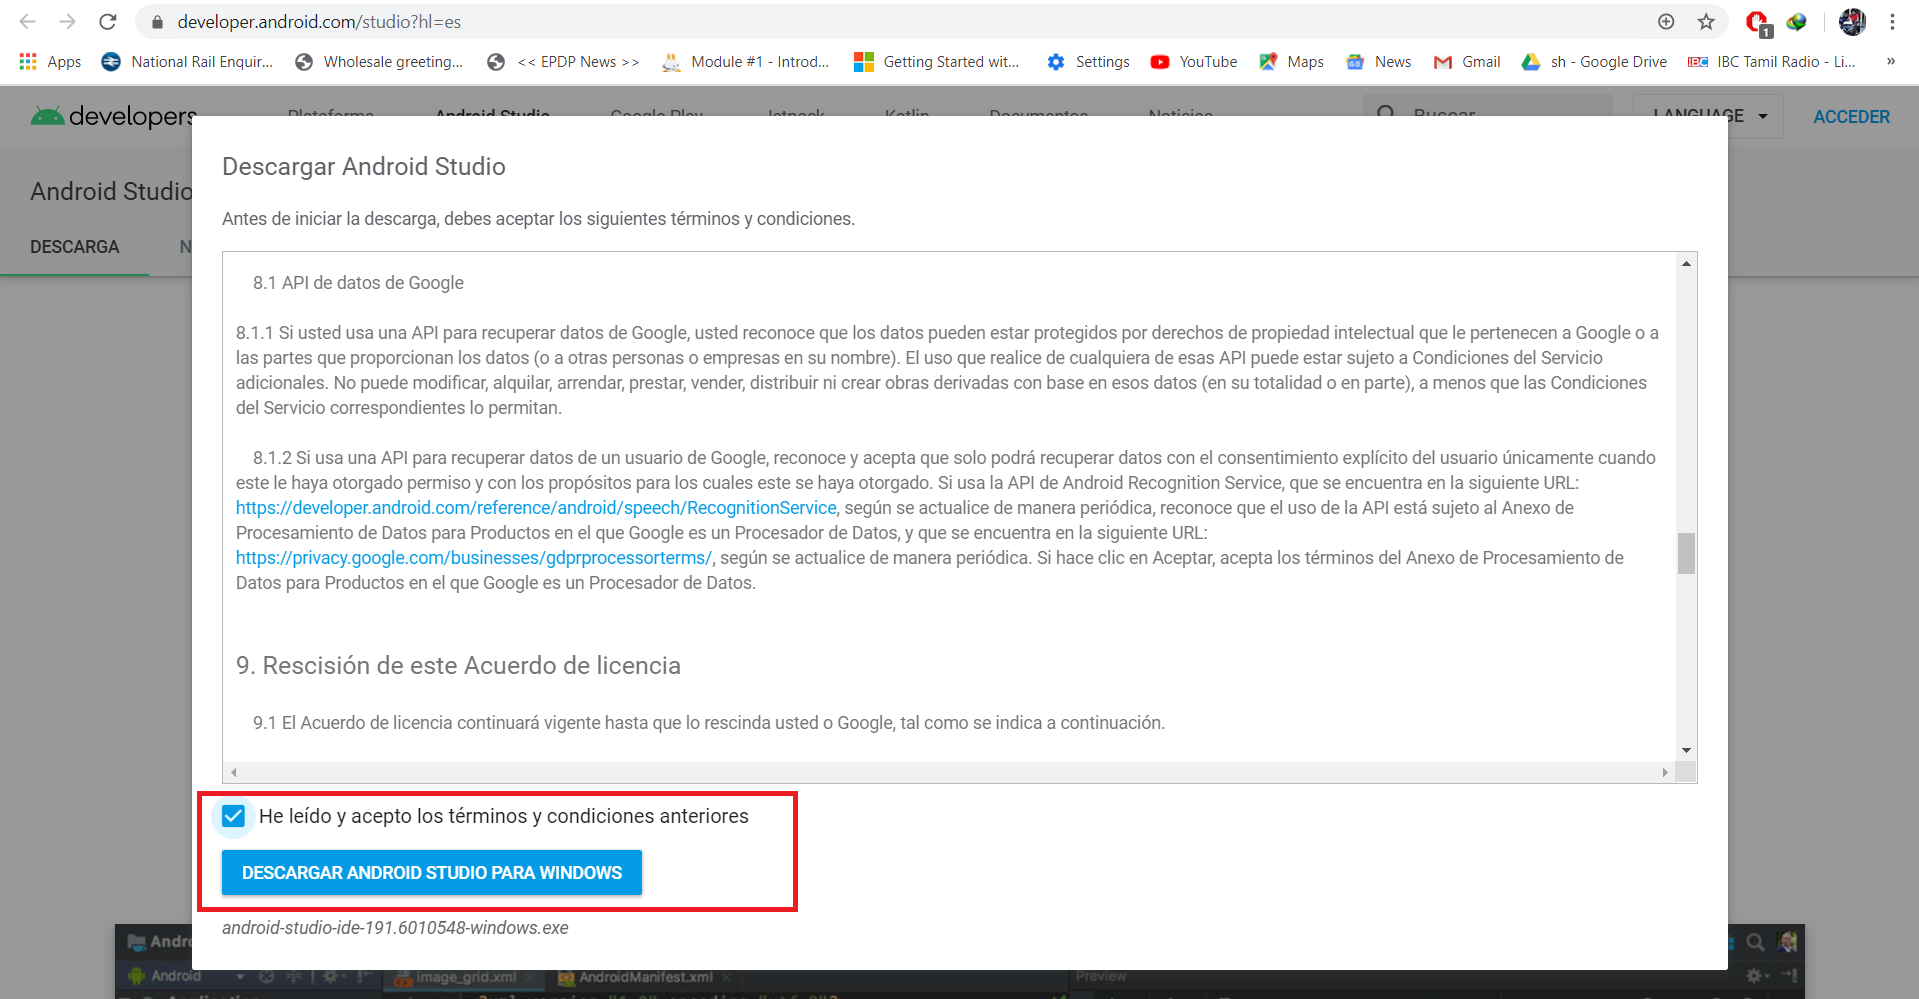 developer.android.com/studio?hl=es
1
Apps
National Rail Enquir...
Wholesale greeting...
<< EPDP News >>
Module #1 - Introd...
Getting Started wit...
Settings
YouTube
Maps
News
Gmail
sh - Google Drive
IBC
IBC Tamil Radio - Li...
»
developers
Plataforma
Android Studio
Google Play
Jetpack
Kotlin
Documentos
Noticias
Buscar
LANGUAGE
ACCEDER
Android Studio
DESCARGA
N
Descargar Android Studio
Antes de iniciar la descarga, debes aceptar los siguientes términos y condiciones.
8.1 API de datos de Google
8.1.1 Si usted usa una API para recuperar datos de Google, usted reconoce que los datos pueden estar protegidos por derechos de propiedad intelectual que le pertenecen a Google o a
las partes que proporcionan los datos (o a otras personas o empresas en su nombre). El uso que realice de cualquiera de esas API puede estar sujeto a Condiciones del Servicio
adicionales. No puede modificar, alquilar, arrendar, prestar, vender, distribuir ni crear obras derivadas con base en esos datos (en su totalidad o en parte), a menos que las Condiciones
del Servicio correspondientes lo permitan.
8.1.2 Si usa una API para recuperar datos de un usuario de Google, reconoce y acepta que solo podrá recuperar datos con el consentimiento explícito del usuario únicamente cuando
este le haya otorgado permiso y con los propósitos para los cuales este se haya otorgado. Si usa la API de Android Recognition Service, que se encuentra en la siguiente URL:
https://developer.android.com/reference/android/speech/RecognitionService, según se actualice de manera periódica, reconoce que el uso de la API está sujeto al Anexo de
Procesamiento de Datos para Productos en el que Google es un Procesador de Datos, y que se encuentra en la siguiente URL:
https://privacy.google.com/businesses/gdprprocessorterms/, según se actualice de manera periódica. Si hace clic en Aceptar, acepta los términos del Anexo de Procesamiento de
Datos para Productos en el que Google es un Procesador de Datos.
9. Rescisión de este Acuerdo de licencia
9.1 El Acuerdo de licencia continuará vigente hasta que lo rescinda usted o Google, tal como se indica a continuación.
He leído y acepto los términos y condiciones anteriores
DESCARGAR ANDROID STUDIO PARA WINDOWS
android-studio-ide-191.6010548-windows.exe
Andro
Android
image_grid.xml
AndroidManifest.xml
Preview